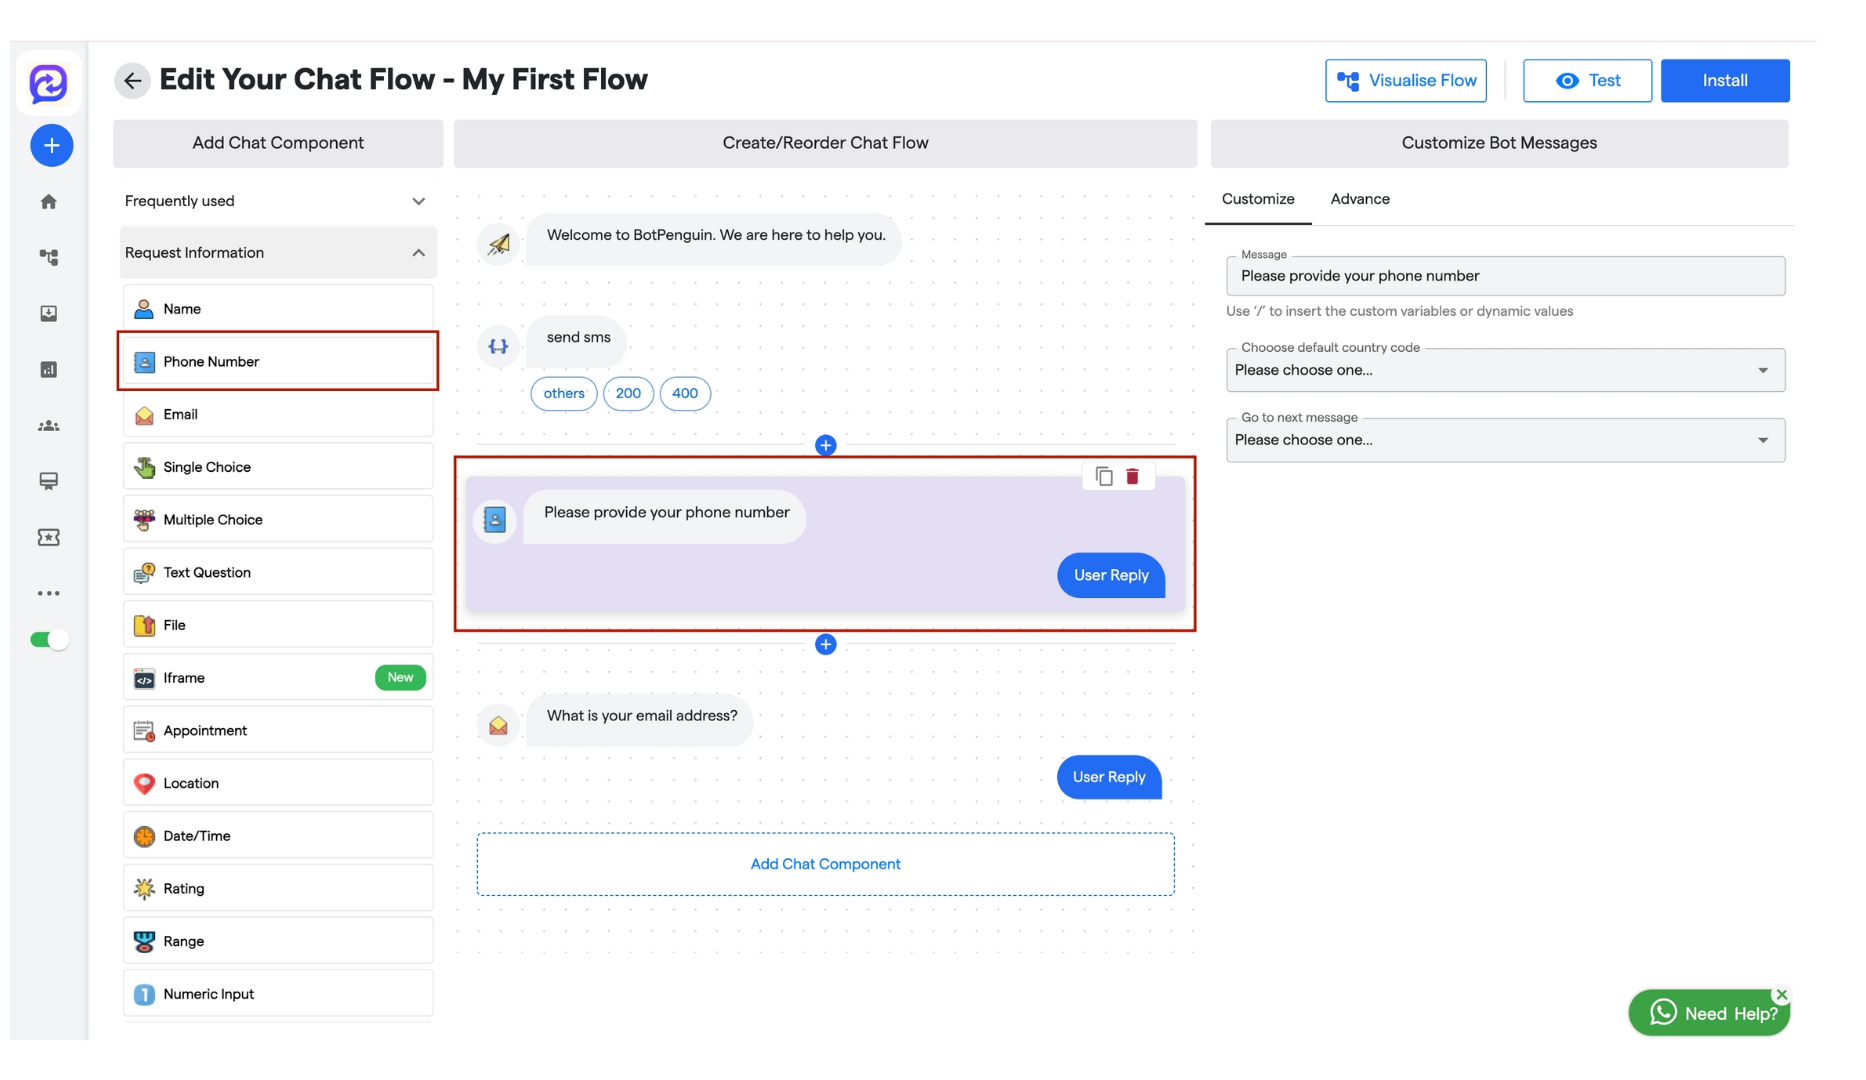 Edit Your Chat Flow - My First Flow
Visualise Flow
Test
Install
Add Chat Component
Create/Reorder Chat Flow
Customize Bot Messages
Frequently used
Request Information
Name
Phone Number
Email
Single Choice
Multiple Choice
Text Question
File
Iframe
New
Appointment
Location
Date/Time
Rating
Range
Numeric Input
Welcome to BotPenguin. We are here to help you.
send sms
others
200
400
Please provide your phone number
User Reply
What is your email address?
User Reply
Add Chat Component
Customize
Advance
Message
Please provide your phone number
Use '/' to insert the custom variables or dynamic values
Chooose default country code
Please choose one...
Go to next message
Please choose one...
Need Help?